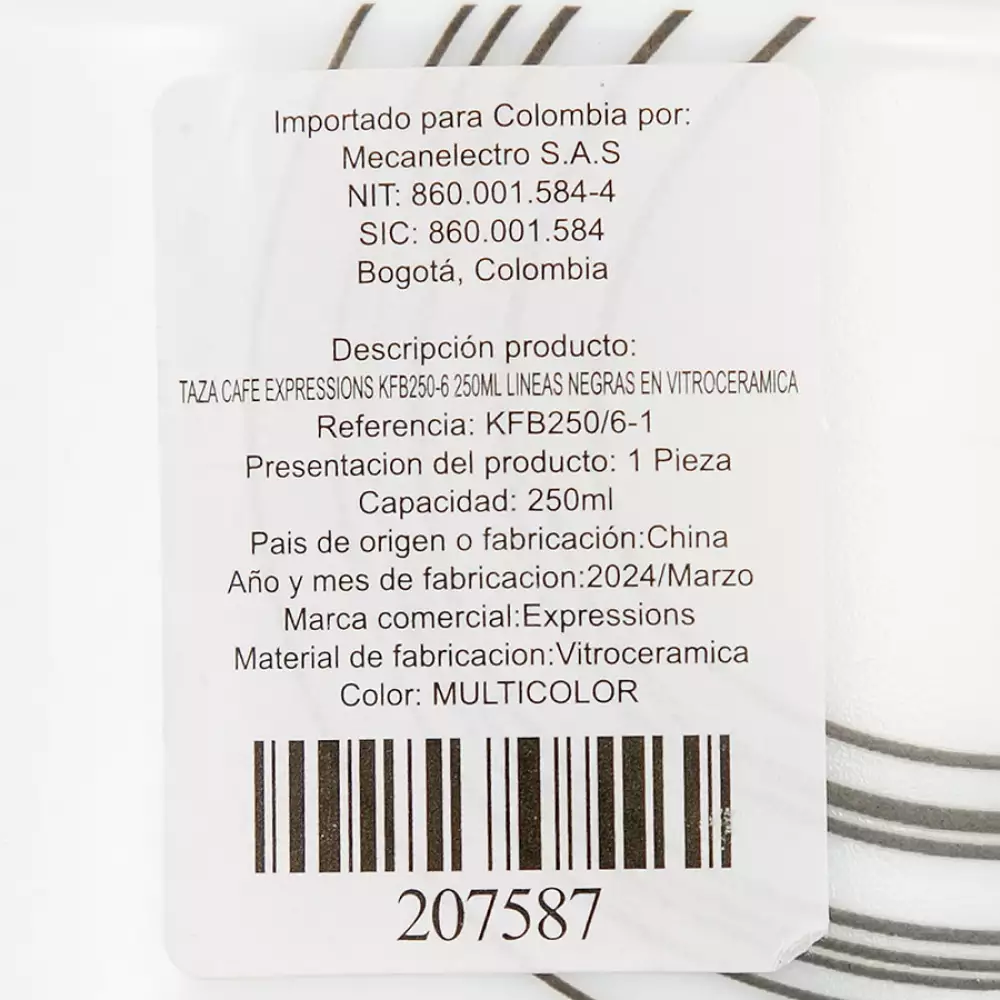 Importado para Colombia por:
Mecanelectro S.A.S
NIT: 860.001.584-4
SIC: 860.001.584
Bogotá, Colombia
Descripción producto:
TAZA CAFE EXPRESSIONS KFB250-6 250ML LINEAS NEGRAS EN VITROCERAMICA
Referencia: KFB250/6-1
Presentacion del producto: 1 Pieza
Capacidad: 250ml
Pais de origen o fabricación:China
Año y mes de fabricacion:2024/Marzo
Marca comercial:Expressions
Material de fabricacion:Vitroceramica
Color: MULTICOLOR
207587